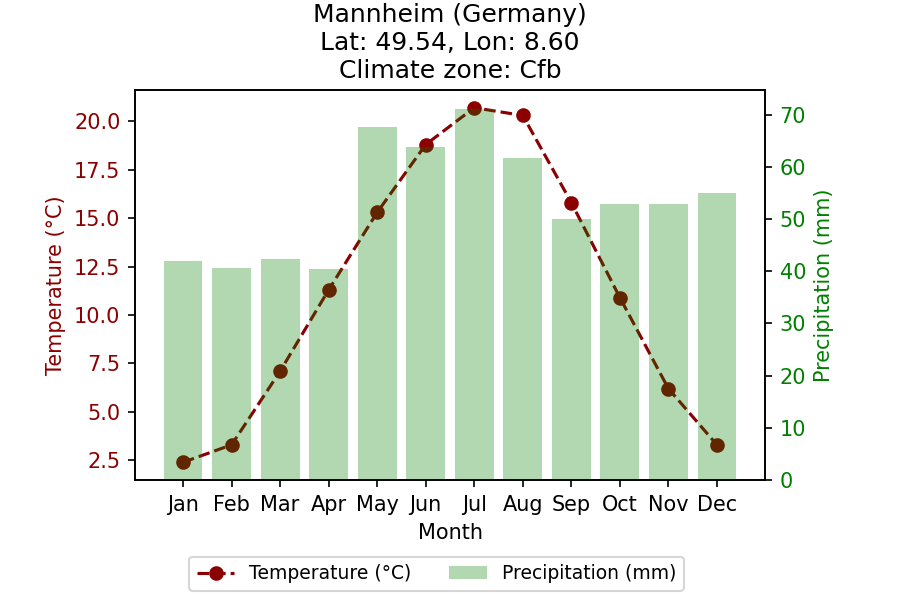 Mannheim (Germany)
Lat: 49.54, Lon: 8.60
Climate zone: Cfb
20.0
17.5
15.0
12.5
10.0
7.5
5.0
2.5
Temperature (°C)
70
60
50
40
30
20
10
0
Precipitation (mm)
Jan Feb Mar Apr May Jun Jul Aug Sep Oct Nov Dec
Month
Temperature (°C) Precipitation (mm)